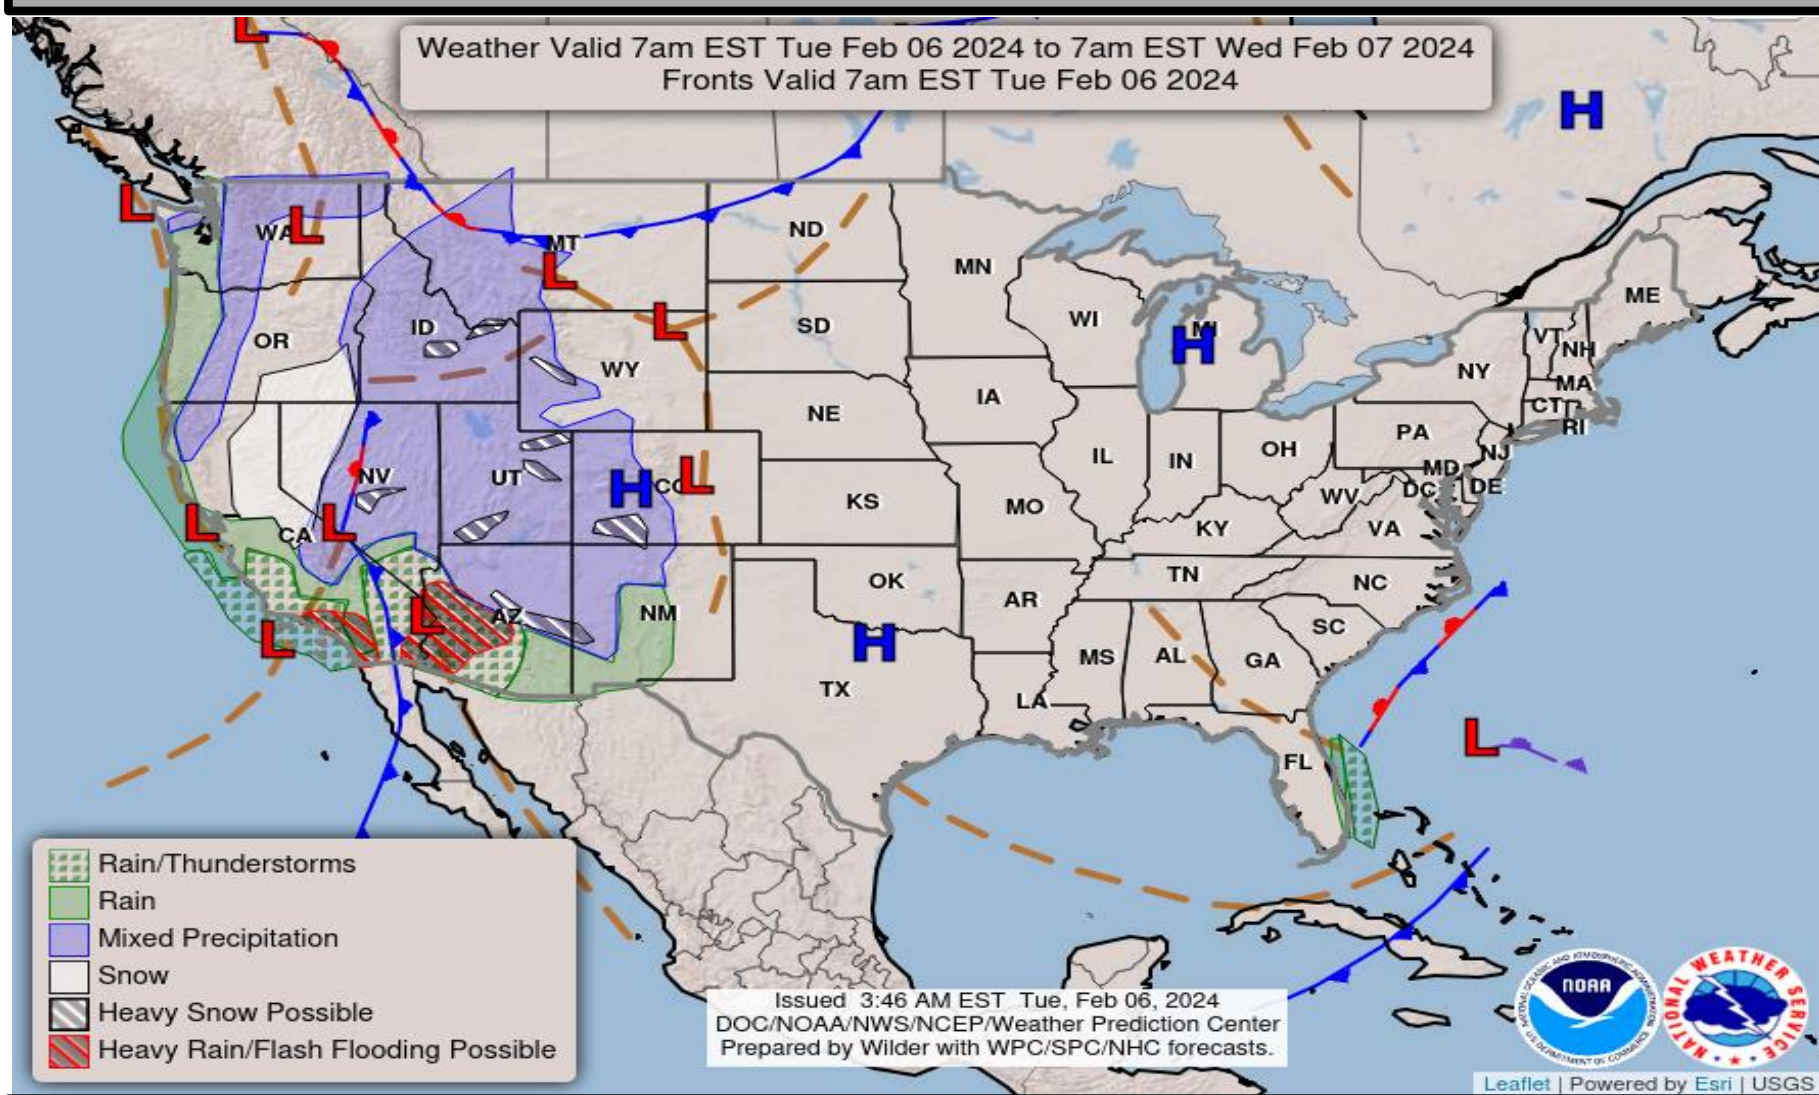 Weather Valid 7am EST Tue Feb 06 2024 to 7am EST Wed Feb 07 2024
Fronts Valid 7am EST Tue Feb 06 2024
L
H
L
WA L
MT
ND
MN
L
ME
ID
OR
SD
WI
MI
H
VT
NH
L
WY
NY
MA
IA
NE
CT
RI
PA
NJ
OH
IL
IN
MD
NV
UT
H
L
KS
MO
WV
DC
DE
VA
L
CA
L
KY
OK
TN
NC
AR
L
AZ
NM
SC
L
H
MS
AL
GA
TX
LA
L
FL
Rain/Thunderstorms
Rain
Mixed Precipitation
Snow
Heavy Snow Possible
Heavy Rain/Flash Flooding Possible
Issued 3:46 AM EST Tue, Feb 06, 2024
DOC/NOAA/NWS/NCEP/Weather Prediction Center
Prepared by Wilder with WPC/SPC/NHC forecasts.
NOAA
NATIONAL WEATHER SERVICE
Leaflet | Powered by Esri | USGS